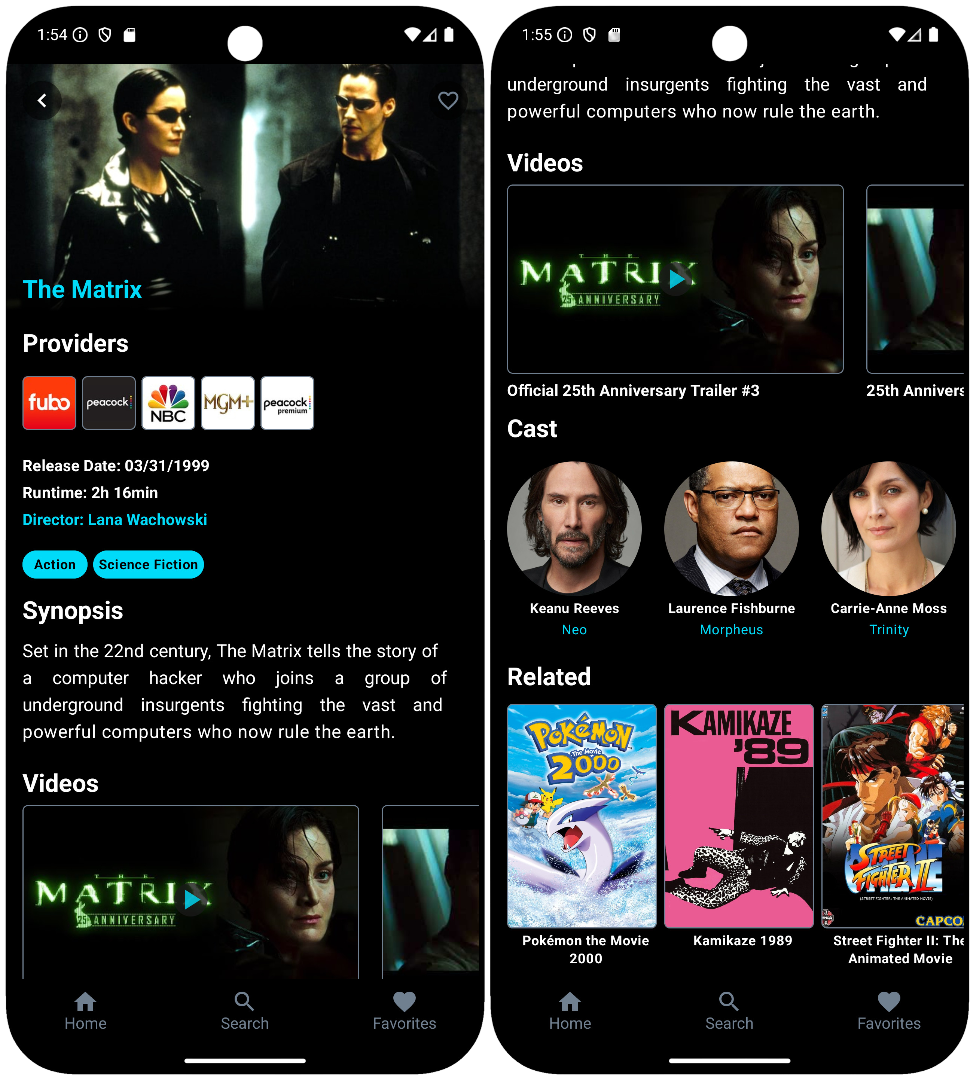 1:54
The Matrix
Providers
fubo
peacock
NBC
MGM+
peacock
premium
Release Date: 03/31/1999
Runtime: 2h 16min
Director: Lana Wachowski
Action
Science Fiction
Synopsis
Set in the 22nd century, The Matrix tells the story of
a computer hacker who joins a group of
underground insurgents fighting the vast and
powerful computers who now rule the earth.
Videos
THE
MATRIX
25 ANNIVERSARY
Home
Search
Favorites
1:55
underground insurgents fighting the vast and
powerful computers who now rule the earth.
Videos
THE
MATRIX
25 ANNIVERSARY
Official 25th Anniversary Trailer #3
25th Annivers
Cast
Keanu Reeves
Laurence Fishburne
Carrie-Anne Moss
Neo
Morpheus
Trinity
Related
POKéMON
The Movie
2000
KAMIKAZE
'89
STREET
FIGHTER II
(STREET FIGHTER: THE ANIMATED MOVIE)
CAPCO
Pokémon the Movie
2000
Kamikaze 1989
Street Fighter II: The
Animated Movie
Home
Search
Favorites